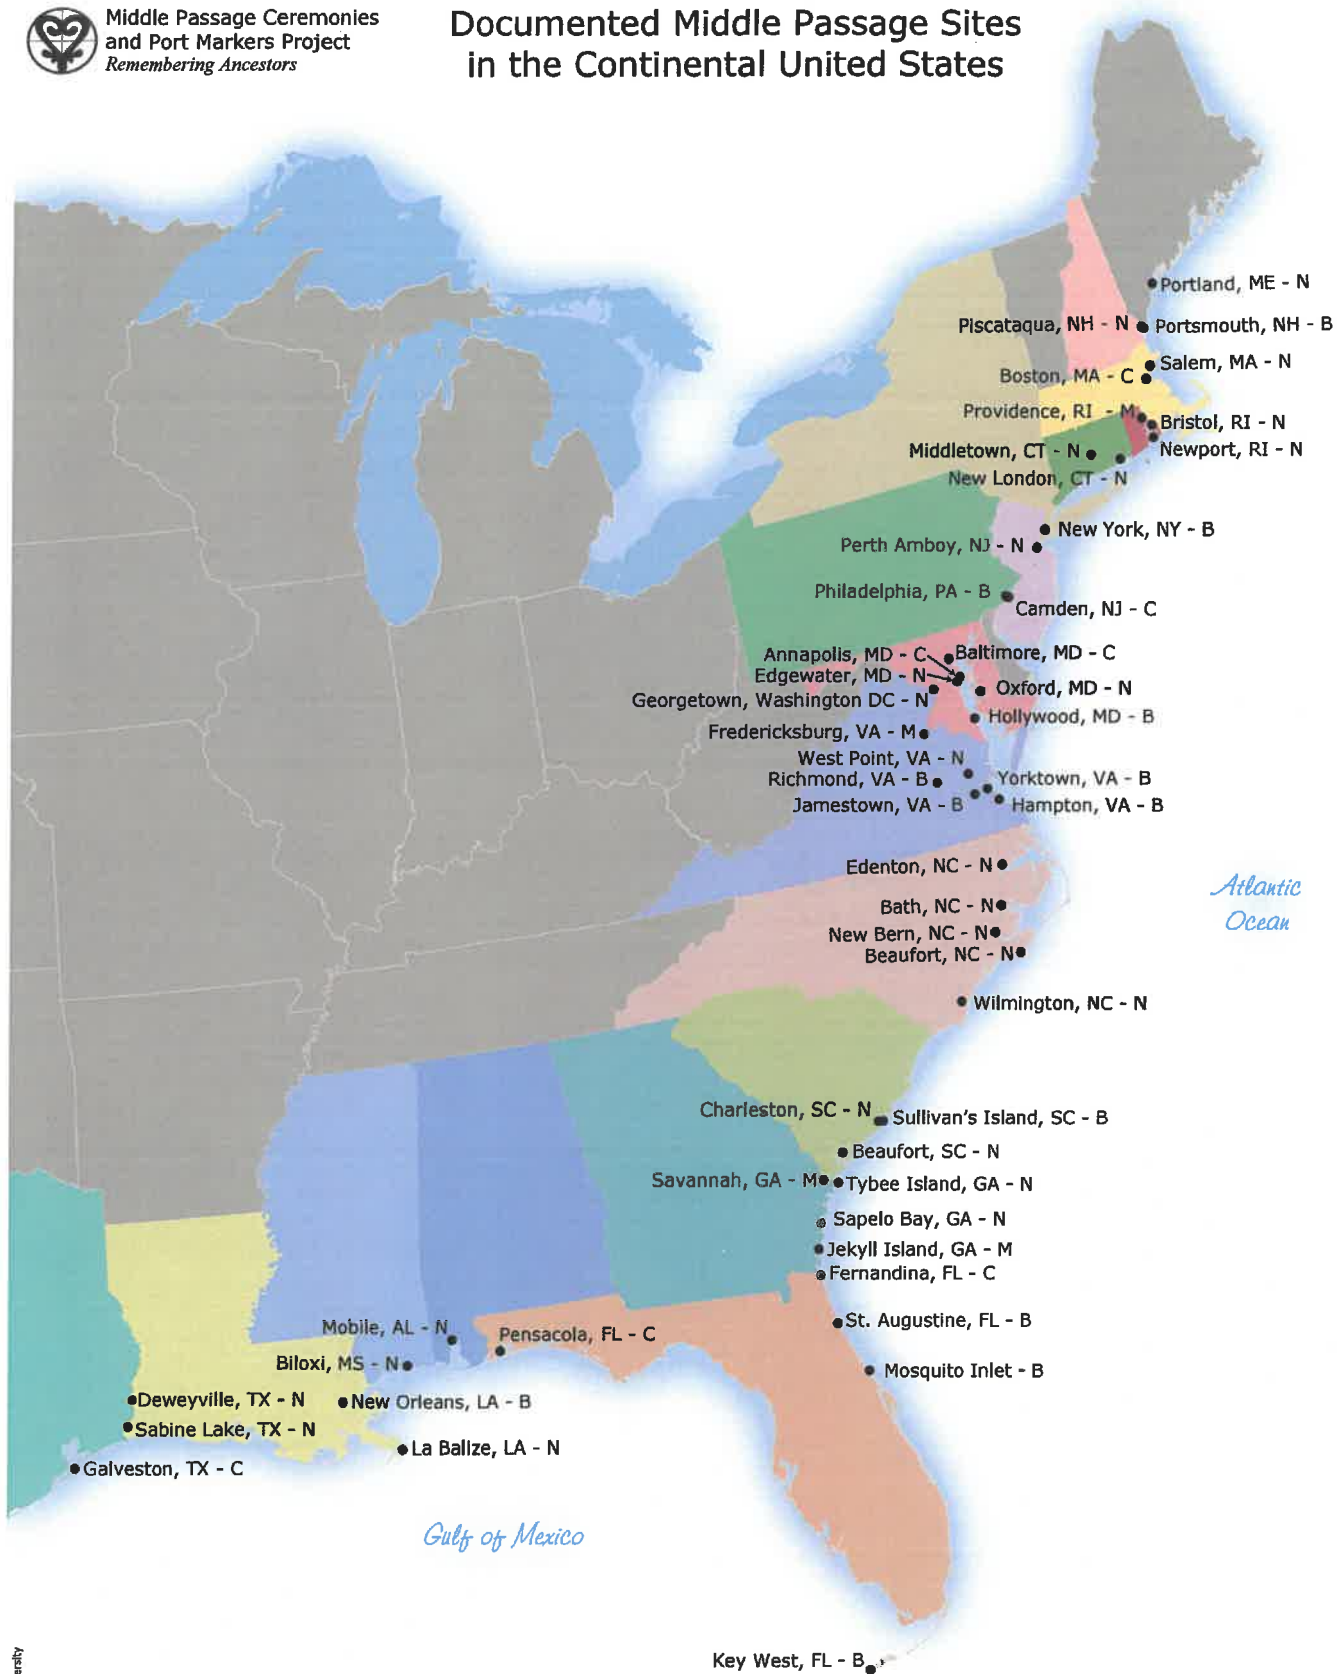 Middle Passage Ceremonies
and Port Markers Project
Remembering Ancestors
Documented Middle Passage Sites
in the Continental United States
Portland, ME - N
Piscataqua, NH - N
Portsmouth, NH - B
Salem, MA - N
Boston, MA - C
Providence, RI - M
Bristol, RI - N
Newport, RI - N
Middletown, CT - N
New London, CT - N
New York, NY - B
Perth Amboy, NJ - N
Philadelphia, PA - B
Camden, NJ - C
Annapolis, MD - C
Baltimore, MD - C
Edgewater, MD - N
Oxford, MD - N
Georgetown, Washington DC - N
Hollywood, MD - B
Fredericksburg, VA - M
West Point, VA - N
Richmond, VA - B
Yorktown, VA - B
Jamestown, VA - B
Hampton, VA - B
Edenton, NC - N
Atlantic
Ocean
Bath, NC - N
New Bern, NC - N
Beaufort, NC - N
Wilmington, NC - N
Charleston, SC - N
Sullivan's Island, SC - B
Beaufort, SC - N
Savannah, GA - M
Tybee Island, GA - N
Sapelo Bay, GA - N
Jekyll Island, GA - M
Fernandina, FL - C
St. Augustine, FL - B
Mobile, AL - N
Pensacola, FL - C
Biloxi, MS - N
Mosquito Inlet - B
Deweyville, TX - N
New Orleans, LA - B
Sabine Lake, TX - N
La Balize, LA - N
Galveston, TX - C
Gulf of Mexico
Key West, FL - B
ersity